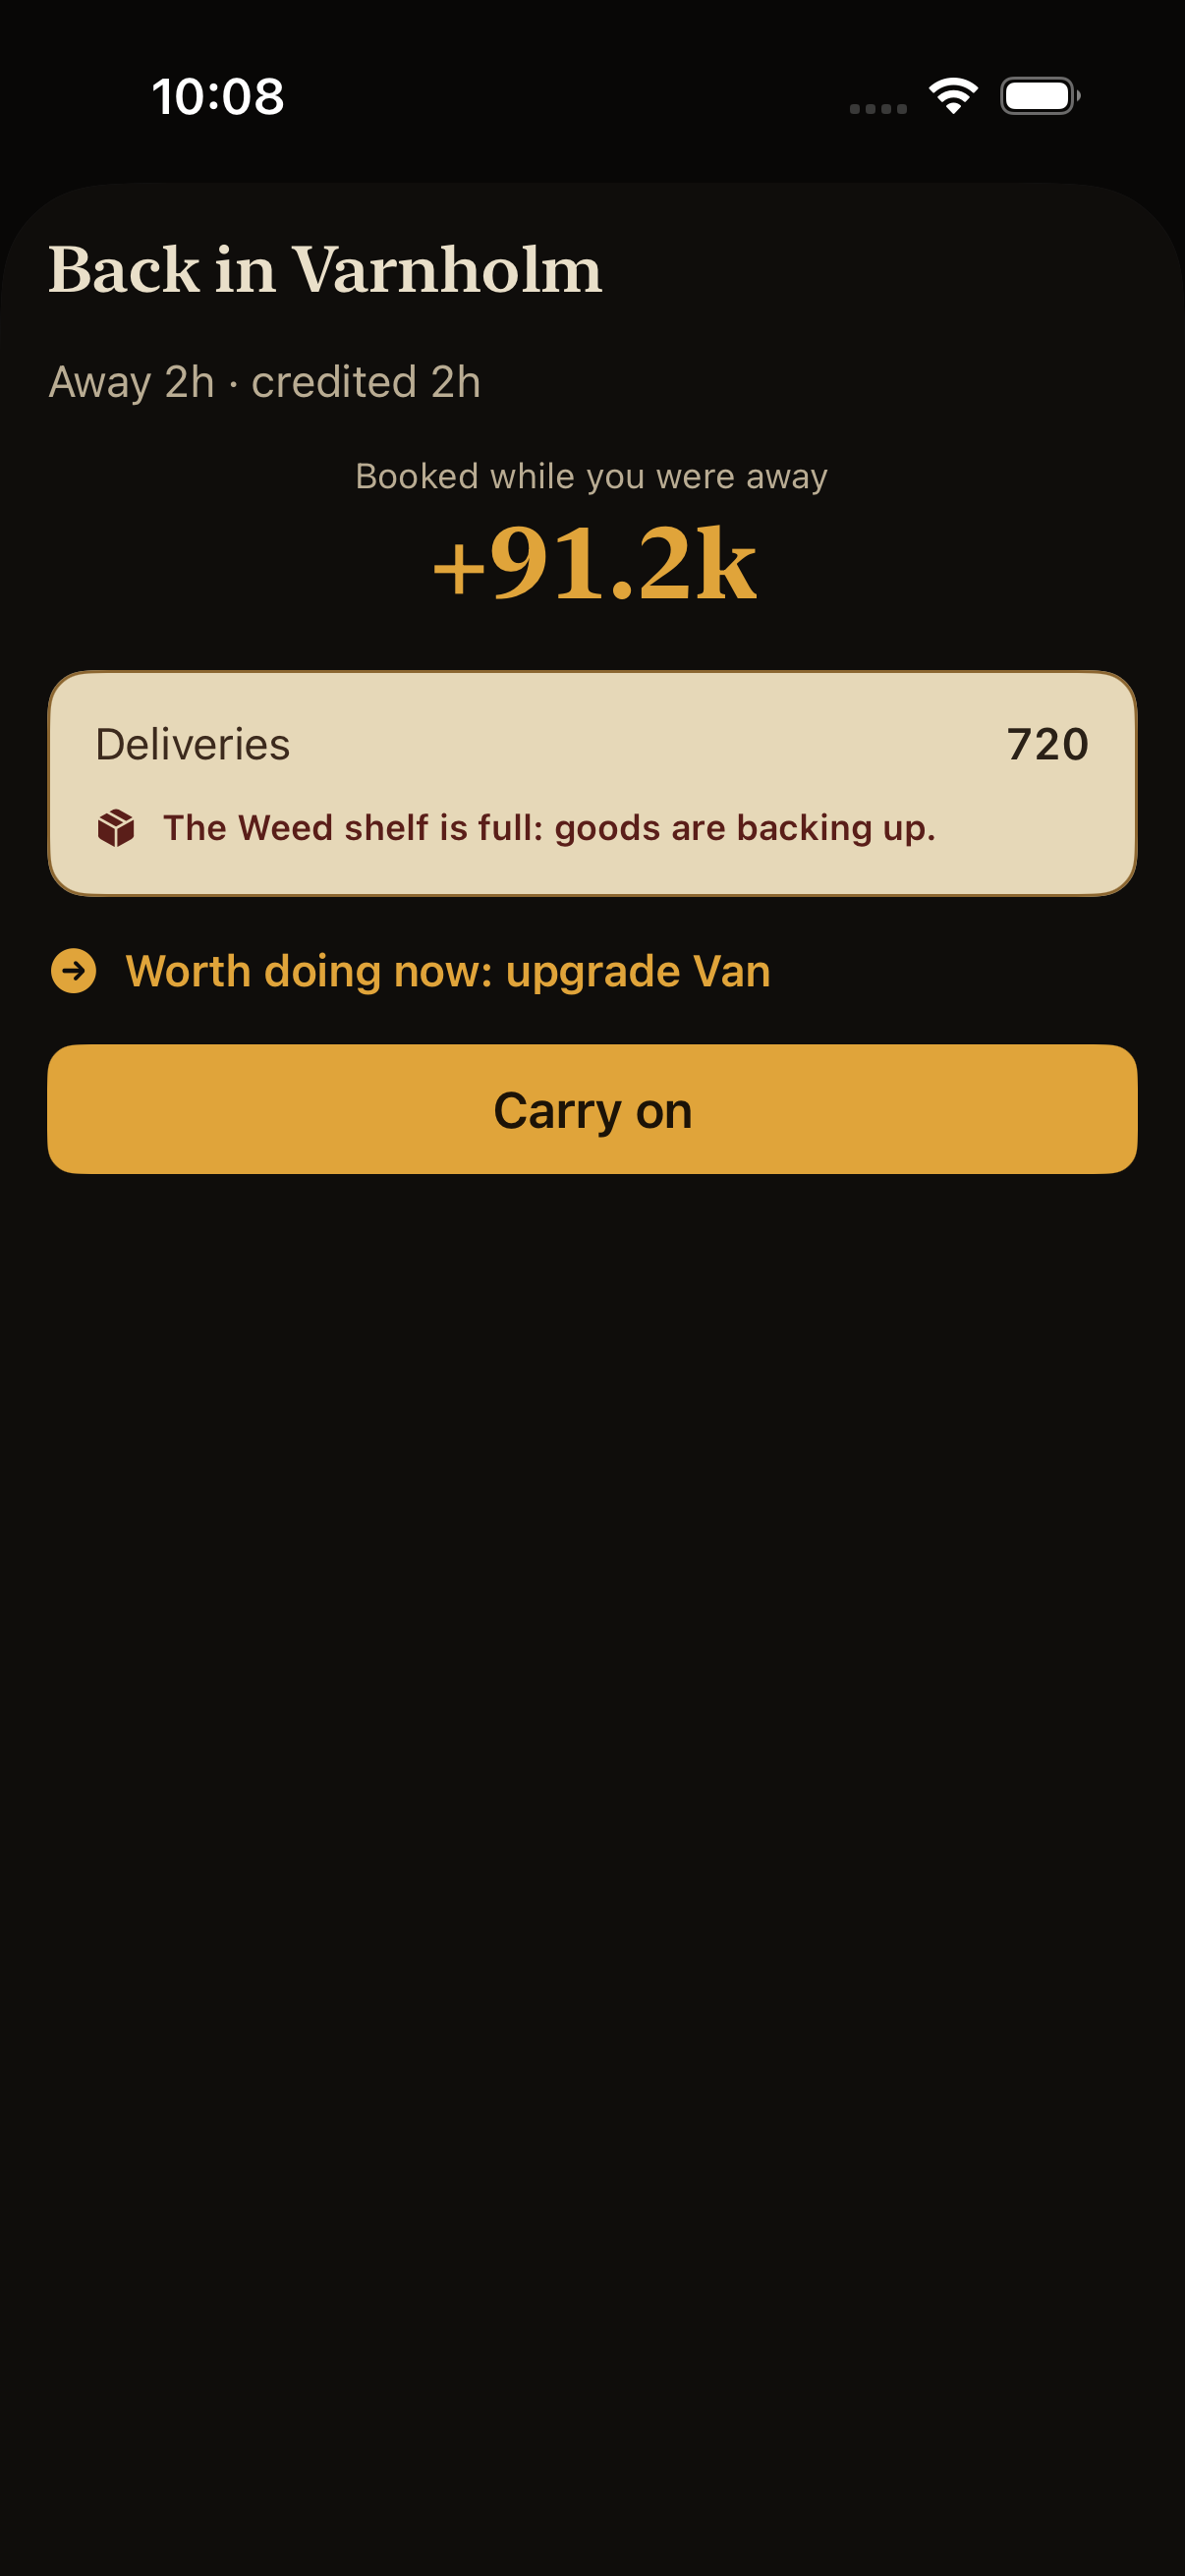 10:08
Back in Varnholm
Away 2h · credited 2h
Booked while you were away
+91.2k
Deliveries 720
The Weed shelf is full: goods are backing up.
Worth doing now: upgrade Van
Carry on